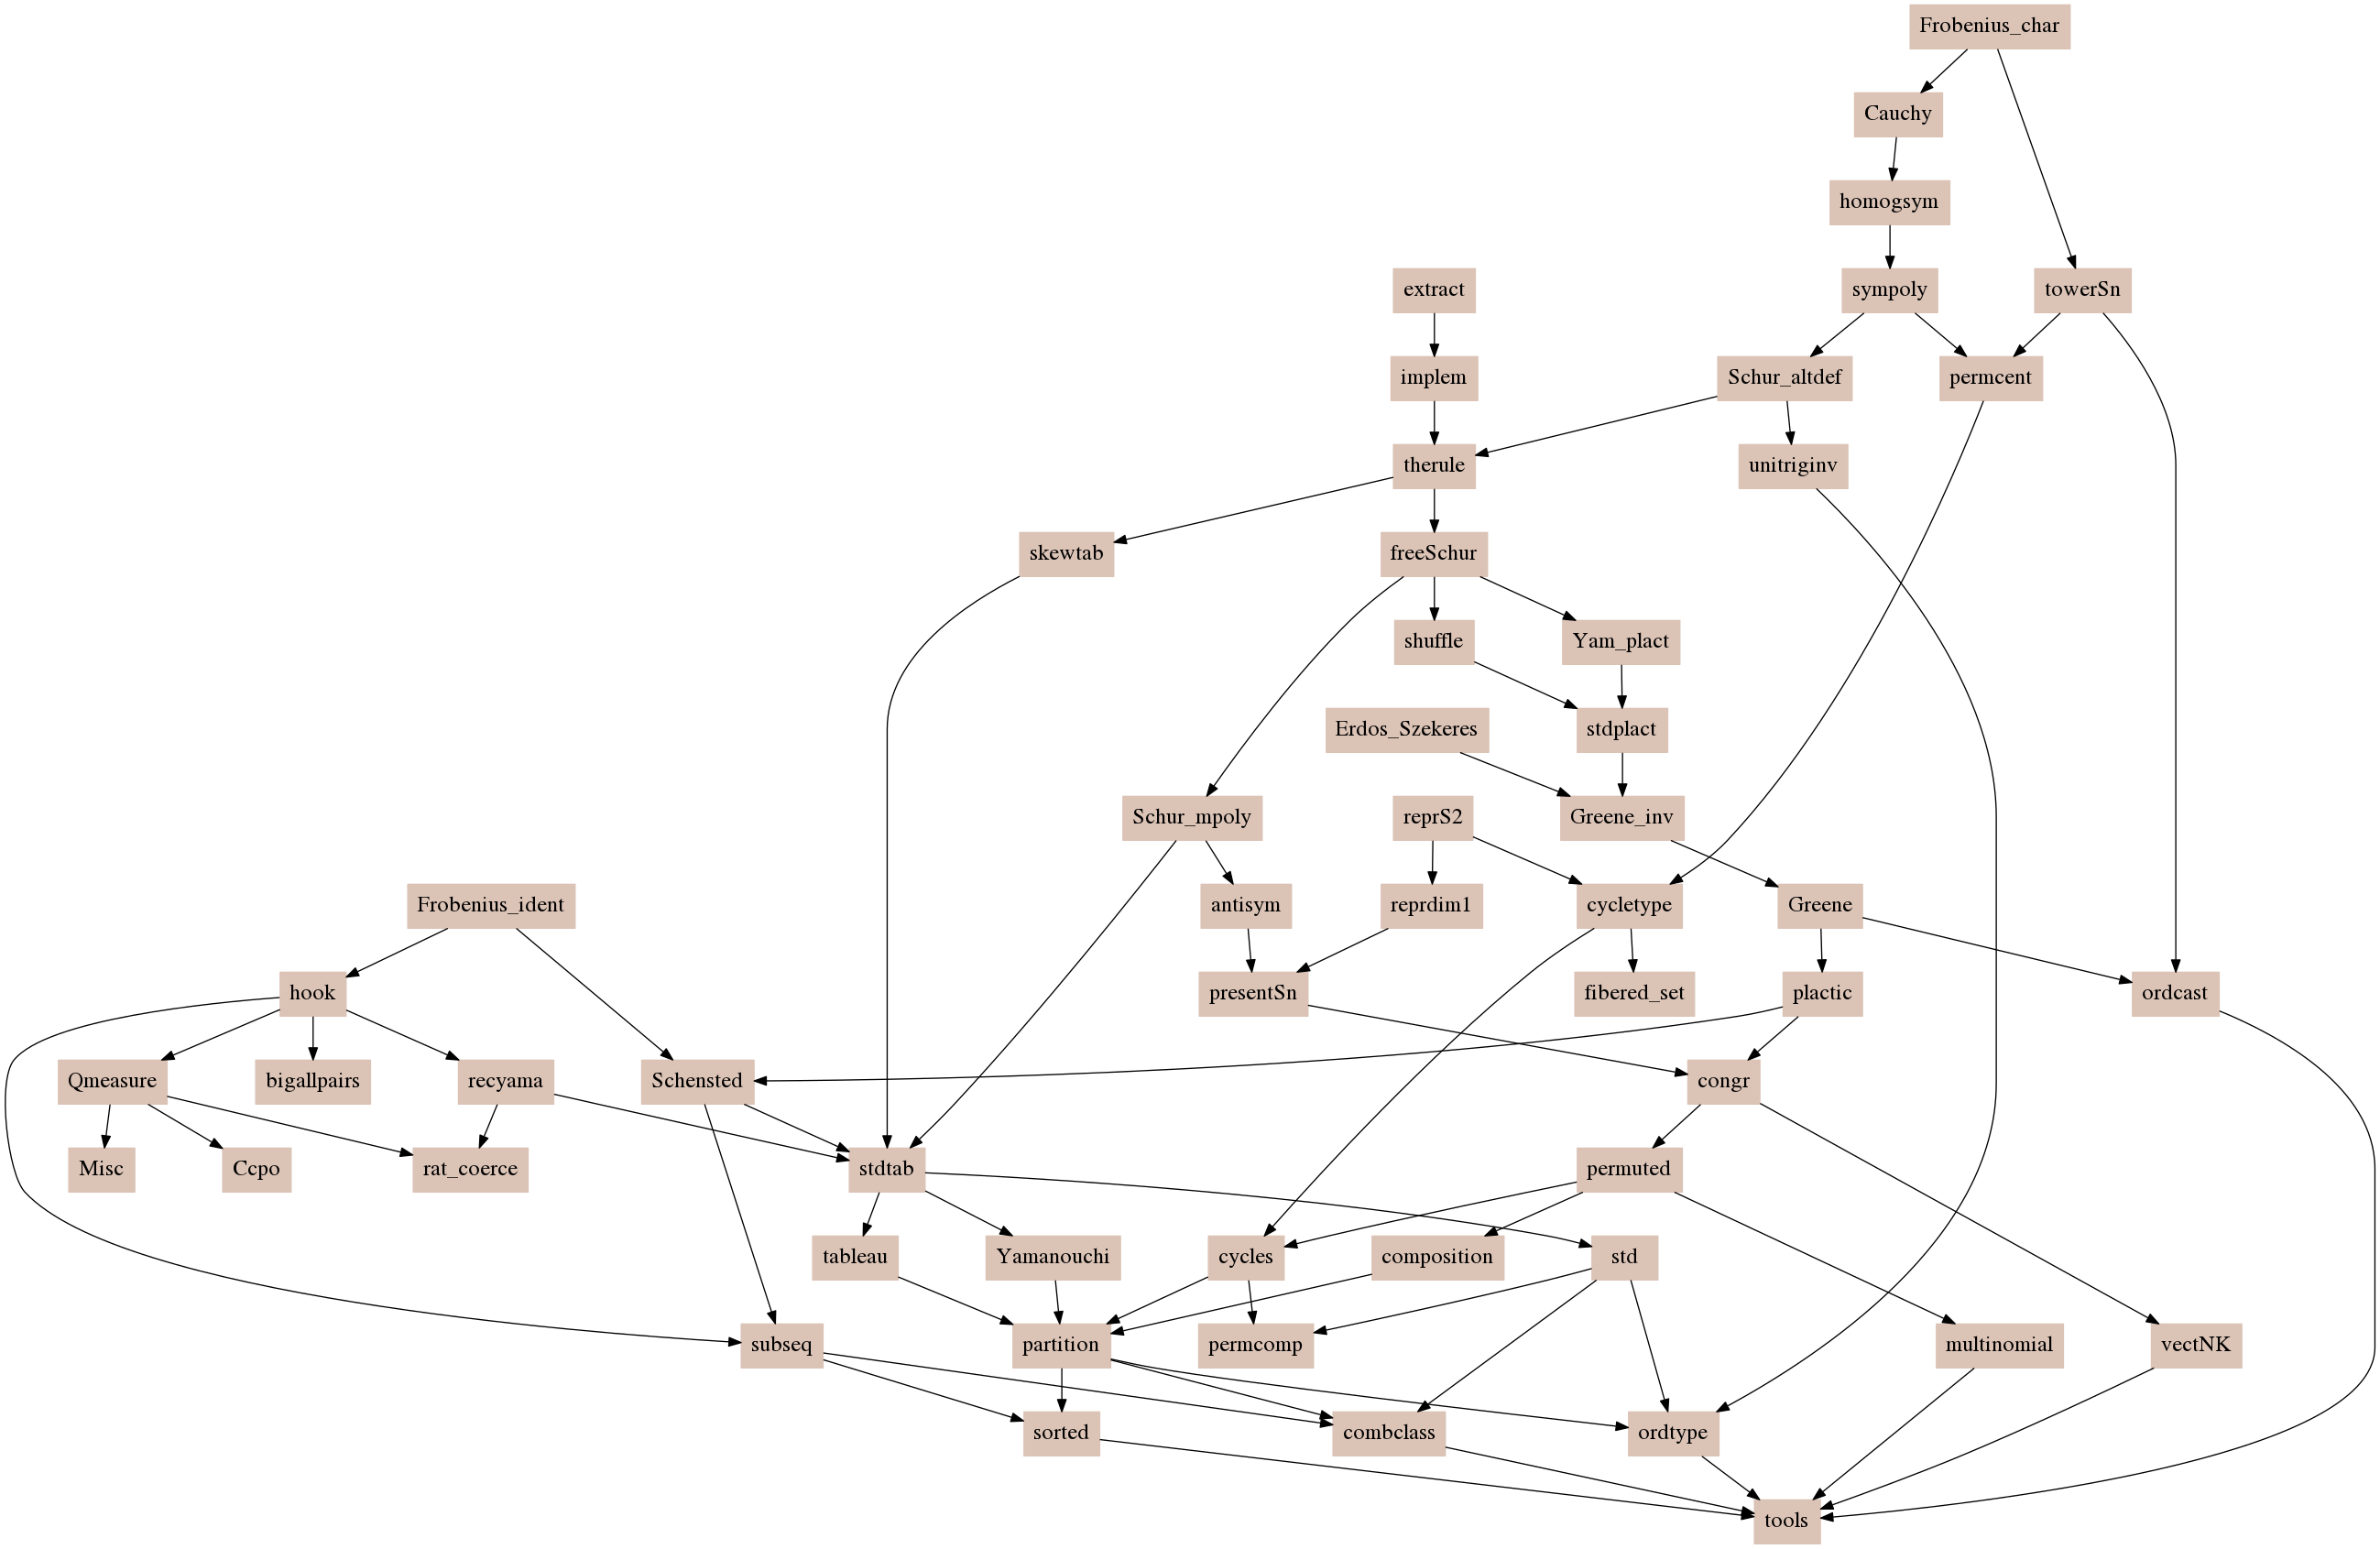 Frobenius_char
Cauchy
homogsym
extract
sympoly
towerSn
implem
Schur_altdef
permcent
therule
unitriginv
skewtab
freeSchur
shuffle
Yam_plact
Erdos_Szekeres
stdplact
Schur_mpoly
reprS2
Greene_inv
Frobenius_ident
antisym
reprdim1
cycletype
Greene
hook
presentSn
fibered_set
plactic
ordcast
Qmeasure
bigallpairs
recyama
Schensted
congr
Misc
Ccpo
rat_coerce
stdtab
permuted
tableau
Yamanouchi
cycles
composition
std
subseq
partition
permcomp
multinomial
vectNK
sorted
combclass
ordtype
tools